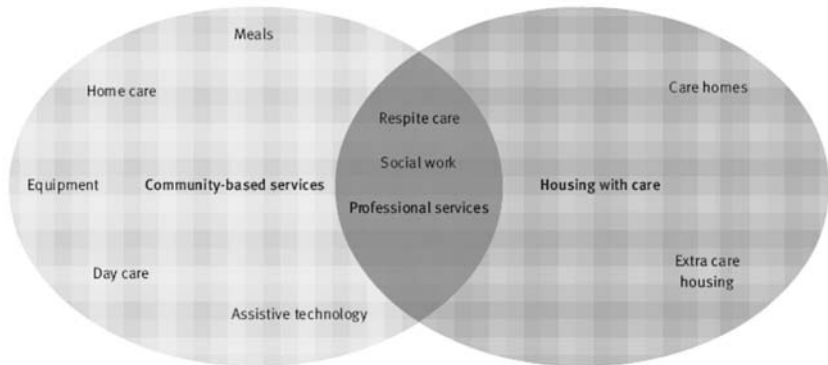 Meals
Home care
Care homes
Respite care
Social work
Equipment
Community-based services
Housing with care
Professional services
Day care
Extra care
housing
Assistive technology